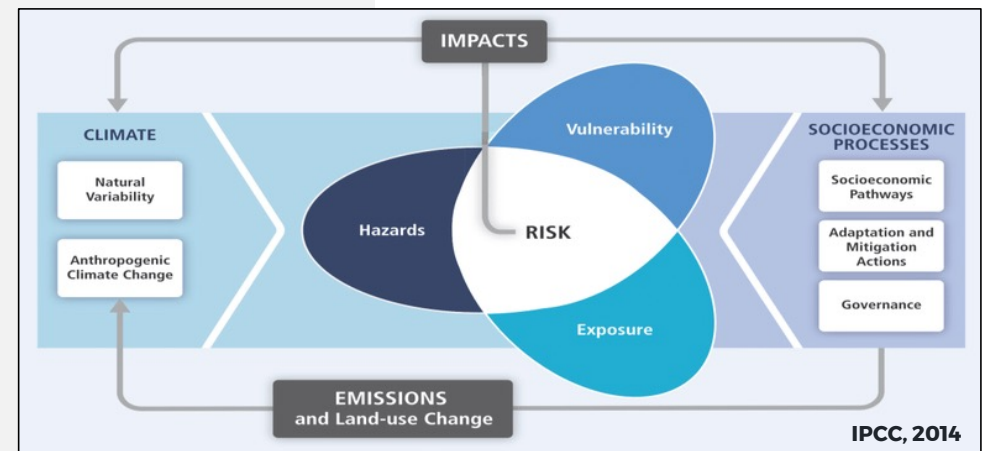 IMPACTS
CLIMATE
Natural
Variability
Anthropogenic
Climate Change
Vulnerability
Hazards
RISK
Exposure
SOCIOECONOMIC
PROCESSES
Socioeconomic
Pathways
Adaptation and
Mitigation
Actions
Governance
EMISSIONS
and Land-use Change
IPCC, 2014